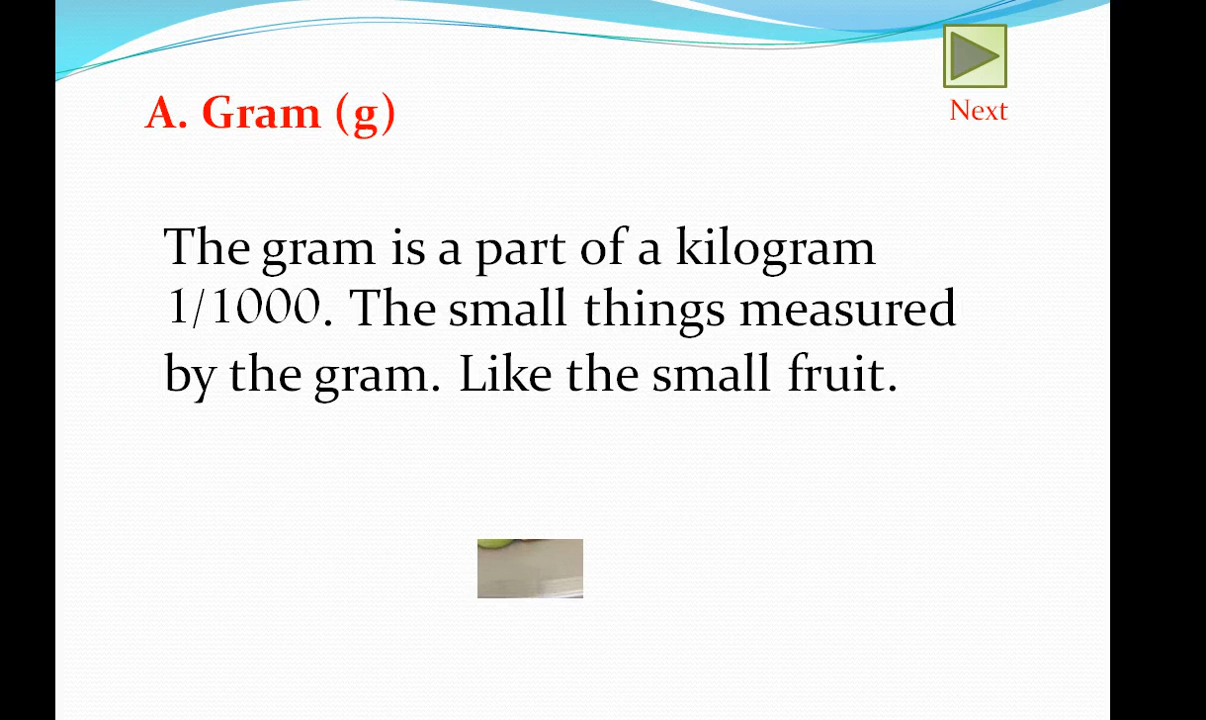 Next
A. Gram (g)
The gram is a part of a kilogram
1/1000. The small things measured
by the gram. Like the small fruit.